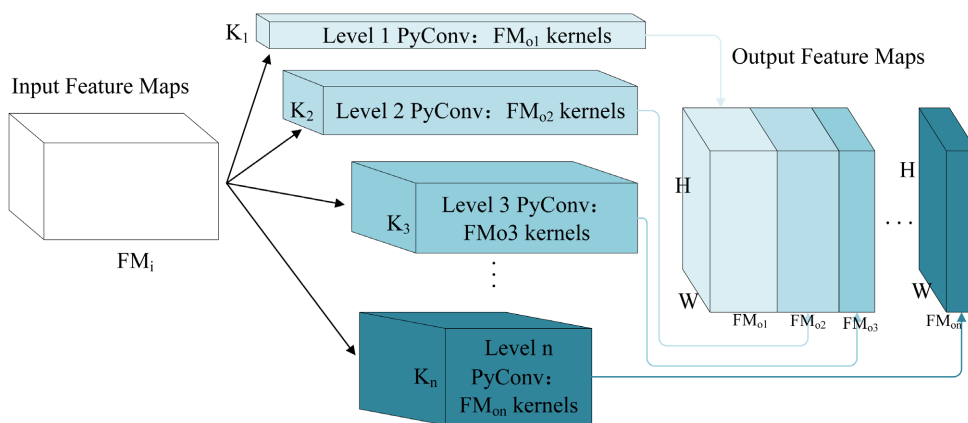 K₁
Level 1 PyConv： FMₒ₁ kernels
Output Feature Maps
Input Feature Maps
K₂
Level 2 PyConv： FMₒ₂ kernels
H
H
Level 3 PyConv：
K₃
FMo3 kernels
. . .
FMᵢ
⋮
W
W
FMₒ₁
FMₒ₂
FMₒ₃
FMₒₙ
Level n
Kₙ
PyConv：
FMₒₙ kernels